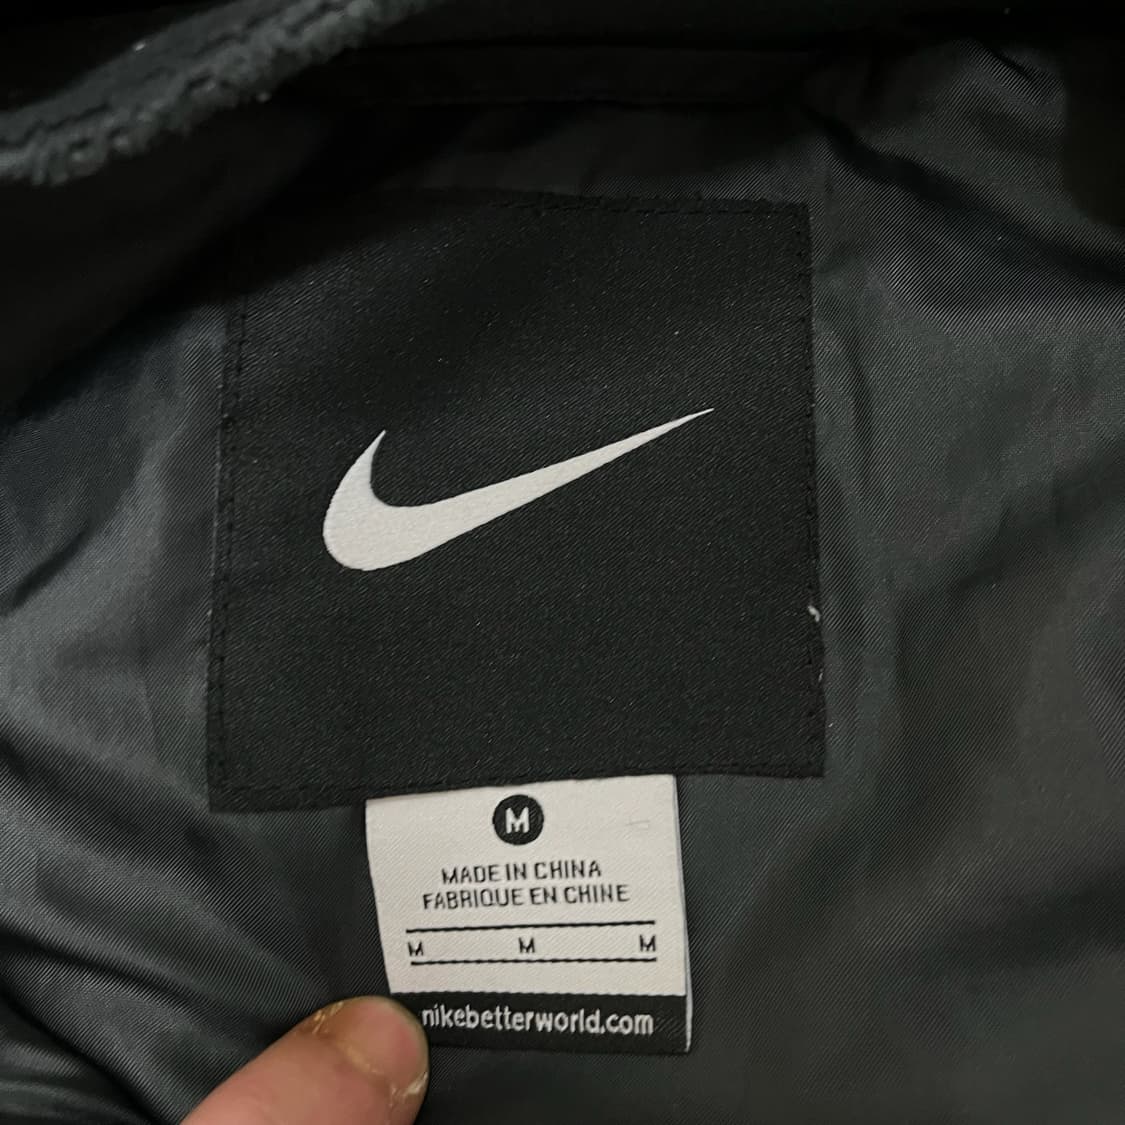 M
MADE IN CHINA
FABRIQUE EN CHINE
M M M
nikebetterworld.com